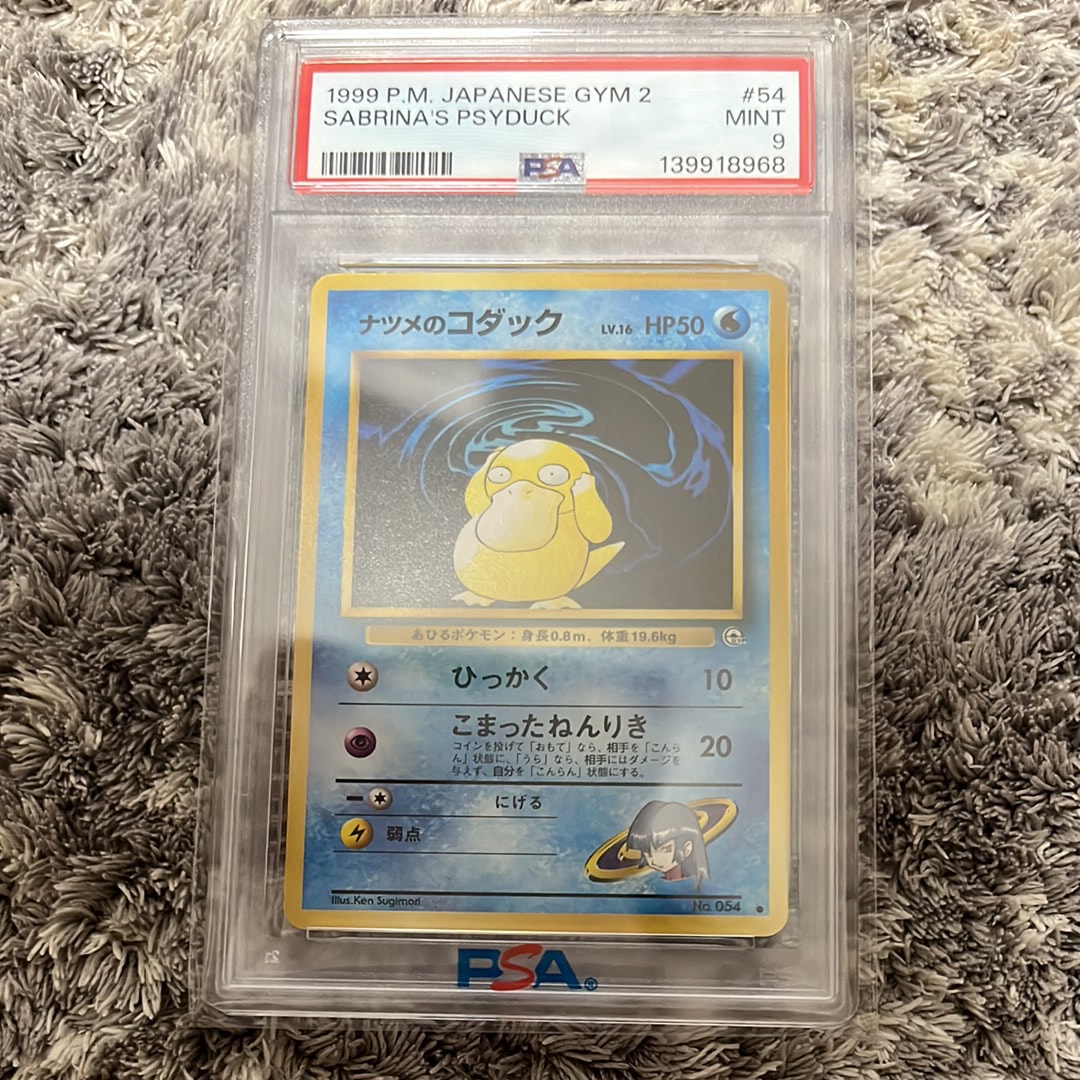 1999 P.M. JAPANESE GYM 2 #54
SABRINA'S PSYDUCK MINT
9
PSA 139918968
ナツメのコダック LV.16 HP50
あひるポケモン：身長0.8m、体重19.6kg
ひっかく 10
こまったねんりき 20
コインを投げて「おもて」なら、相手を「こんら
ん」状態に、「うら」なら、相手にはダメージを
与えず、自分を「こんらん」状態にする。
にげる
弱点
Illus.Ken Sugimori No. 054
PSA®